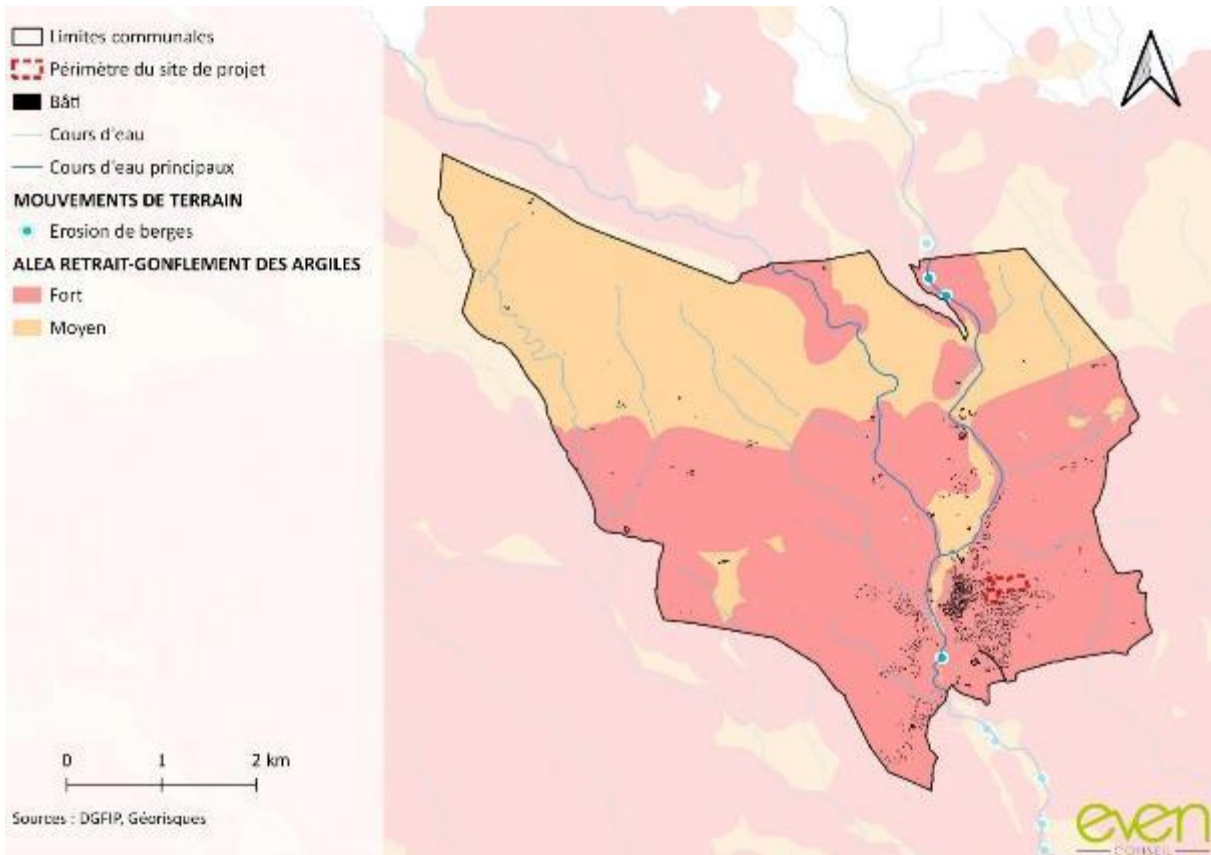 Limites communales
Périmètre du site de projet
Bâti
Cours d'eau
Cours d'eau principaux
MOUVEMENTS DE TERRAIN
Erosion de berges
ALEA RETRAIT-GONFLEMENT DES ARGILES
Fort
Moyen
0 1 2 km
Sources : DGFIP, Géorisques
even
CONSEIL